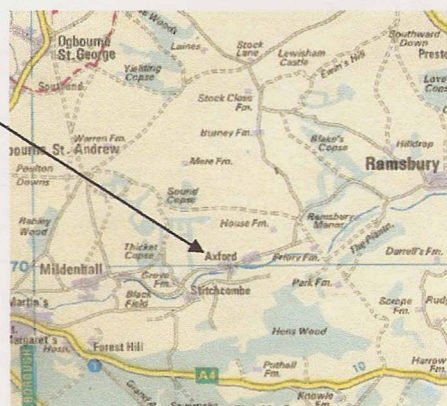 Ogbourne
St. George
Laines
Stock
Lane
Lewisham
Castle
Ewin's Hill
Southward
Down
Yielding
Copse
Southend
Stock Close
Fm.
Warren Fm.
St. Andrew
Burney Fm.
Blake's
Copse
Hilldrop
Poulton
Downs
Mere Fm.
Ramsbury
Sound
Copse
Rabley
Wood
House Fm.
Ramsbury
Manor
Thicket
Copse
Axford
Priory Fm.
Darrell's Fm.
70
Mildenhall
Grove
Fm.
Stitchcombe
Park Fm.
Black
Field
Scrope
Fm.
Hens Wood
Forest Hill
Puthall
Fm.
10
Harrow
A4
Knowle